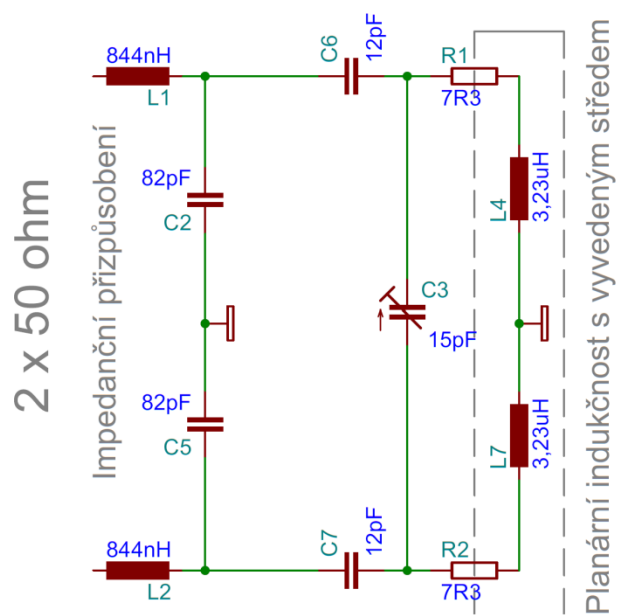 2 x 50 ohm
Impedanční přizpůsobení
844nH
L1
C6
12pF
R1
7R3
82pF
C2
L4
3,23uH
C3
15pF
82pF
C5
L7
3,23uH
844nH
L2
C7
12pF
R2
7R3
Planární indukčnost s vyvedeným středem